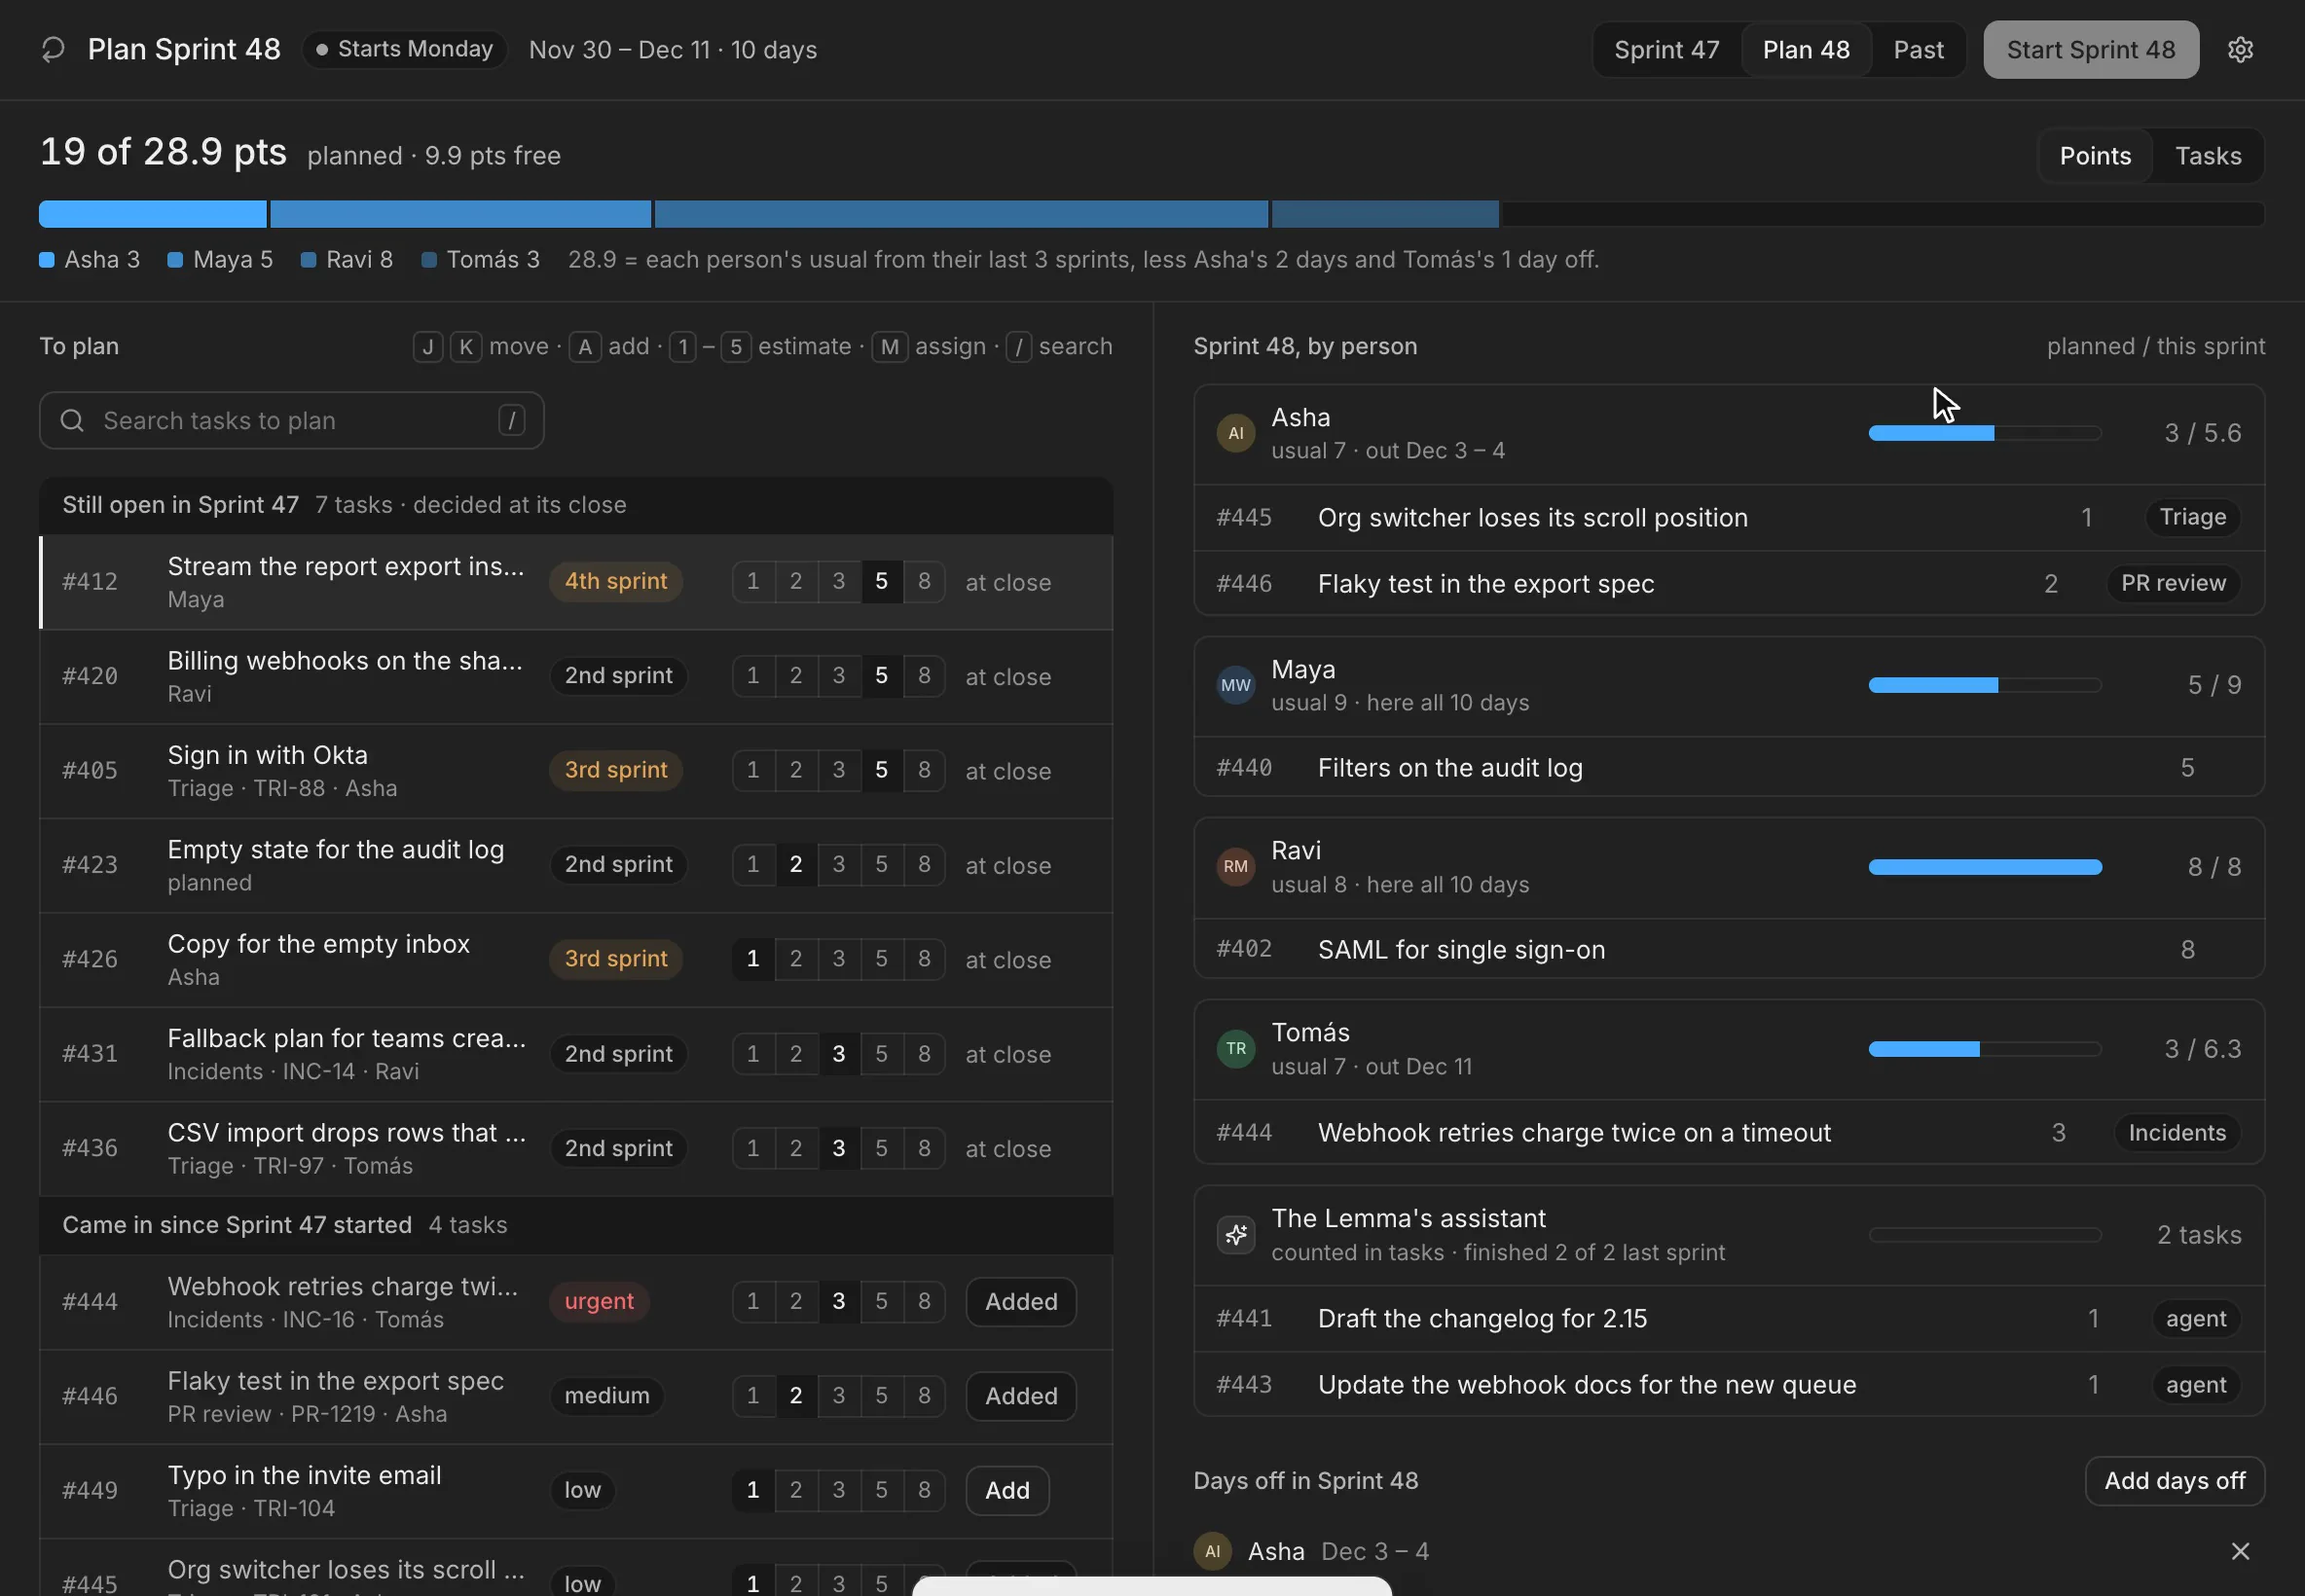 Plan Sprint 48 Starts Monday Nov 30 – Dec 11 · 10 days Sprint 47 Plan 48 Past Start Sprint 48
19 of 28.9 pts planned · 9.9 pts free Points Tasks
Asha 3 Maya 5 Ravi 8 Tomás 3 28.9 = each person's usual from their last 3 sprints, less Asha's 2 days and Tomás's 1 day off.
To plan J K move · A add · 1 – 5 estimate · M assign · / search
Search tasks to plan /
Still open in Sprint 47 7 tasks · decided at its close
#412 Stream the report export ins... 4th sprint 1 2 3 5 8 at close
Maya
#420 Billing webhooks on the sha... 2nd sprint 1 2 3 5 8 at close
Ravi
#405 Sign in with Okta 3rd sprint 1 2 3 5 8 at close
Triage · TRI-88 · Asha
#423 Empty state for the audit log 2nd sprint 1 2 3 5 8 at close
planned
#426 Copy for the empty inbox 3rd sprint 1 2 3 5 8 at close
Asha
#431 Fallback plan for teams crea... 2nd sprint 1 2 3 5 8 at close
Incidents · INC-14 · Ravi
#436 CSV import drops rows that ... 2nd sprint 1 2 3 5 8 at close
Triage · TRI-97 · Tomás
Came in since Sprint 47 started 4 tasks
#444 Webhook retries charge twi... urgent 1 2 3 5 8 Added
Incidents · INC-16 · Tomás
#446 Flaky test in the export spec medium 1 2 3 5 8 Added
PR review · PR-1219 · Asha
#449 Typo in the invite email low 1 2 3 5 8 Add
Triage · TRI-104
#445 Org switcher loses its scroll ... low 1 2 3 5
Sprint 48, by person planned / this sprint
AI Asha 3 / 5.6
usual 7 · out Dec 3 – 4
#445 Org switcher loses its scroll position 1 Triage
#446 Flaky test in the export spec 2 PR review
MW Maya 5 / 9
usual 9 · here all 10 days
#440 Filters on the audit log 5
RM Ravi 8 / 8
usual 8 · here all 10 days
#402 SAML for single sign-on 8
TR Tomás 3 / 6.3
usual 7 · out Dec 11
#444 Webhook retries charge twice on a timeout 3 Incidents
The Lemma's assistant 2 tasks
counted in tasks · finished 2 of 2 last sprint
#441 Draft the changelog for 2.15 1 agent
#443 Update the webhook docs for the new queue 1 agent
Days off in Sprint 48 Add days off
AI Asha Dec 3 – 4